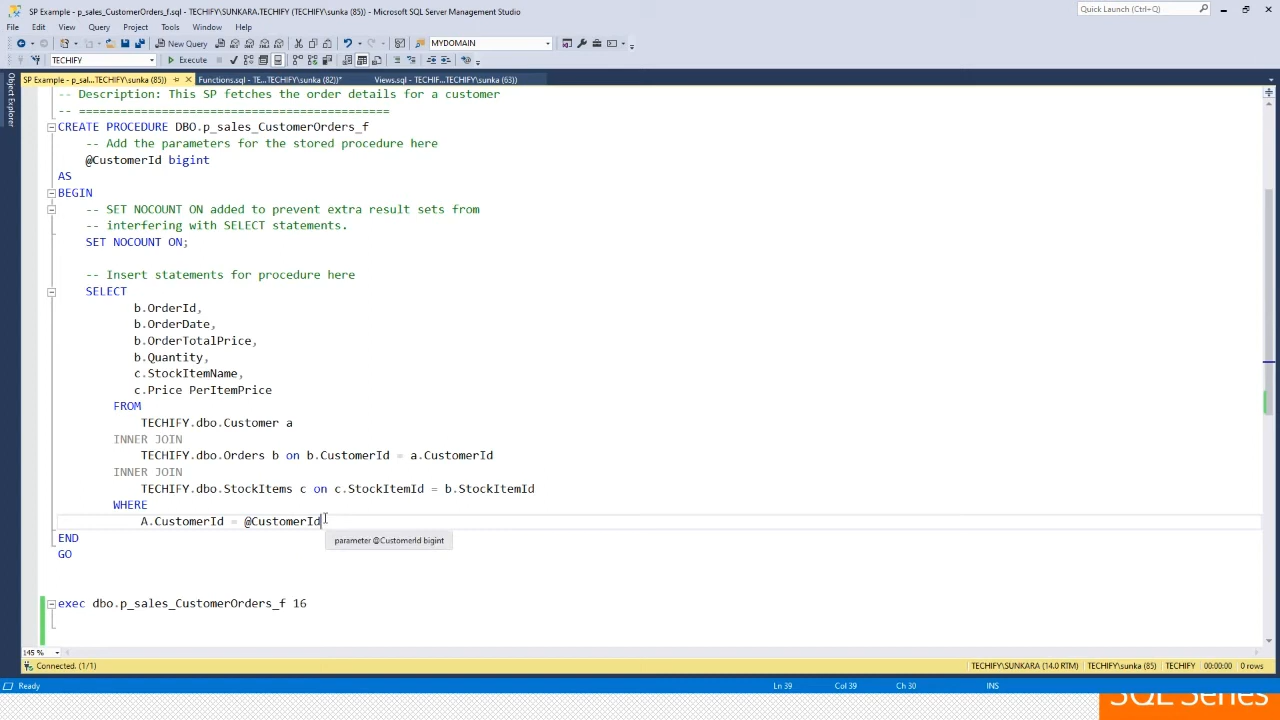 SP Example - p_sales_CustomerOrders_f.sql - TECHIFY\SUNKARA.TECHIFY (TECHIFY\sunka (85)) - Microsoft SQL Server Management Studio
Quick Launch (Ctrl+Q)
File Edit View Query Project Tools Window Help
New Query MYDOMAIN
TECHIFY Execute
SP Example - p_sal...TECHIFY\sunka (85)) Functions.sql - TE...TECHIFY\sunka (82))* Views.sql - TECHIF...TECHIFY\sunka (63))
Object Explorer
-- Description: This SP fetches the order details for a customer
-- =============================================
CREATE PROCEDURE DBO.p_sales_CustomerOrders_f
-- Add the parameters for the stored procedure here
@CustomerId bigint
AS
BEGIN
-- SET NOCOUNT ON added to prevent extra result sets from
-- interfering with SELECT statements.
SET NOCOUNT ON;
-- Insert statements for procedure here
SELECT
b.OrderId,
b.OrderDate,
b.OrderTotalPrice,
b.Quantity,
c.StockItemName,
c.Price PerItemPrice
FROM
TECHIFY.dbo.Customer a
INNER JOIN
TECHIFY.dbo.Orders b on b.CustomerId = a.CustomerId
INNER JOIN
TECHIFY.dbo.StockItems c on c.StockItemId = b.StockItemId
WHERE
A.CustomerId = @CustomerId
parameter @CustomerId bigint
END
GO
exec dbo.p_sales_CustomerOrders_f 16
145 %
Connected. (1/1) TECHIFY\SUNKARA (14.0 RTM) TECHIFY\sunka (85) TECHIFY 00:00:00 0 rows
Ready Ln 39 Col 39 Ch 30 INS
SQL Series